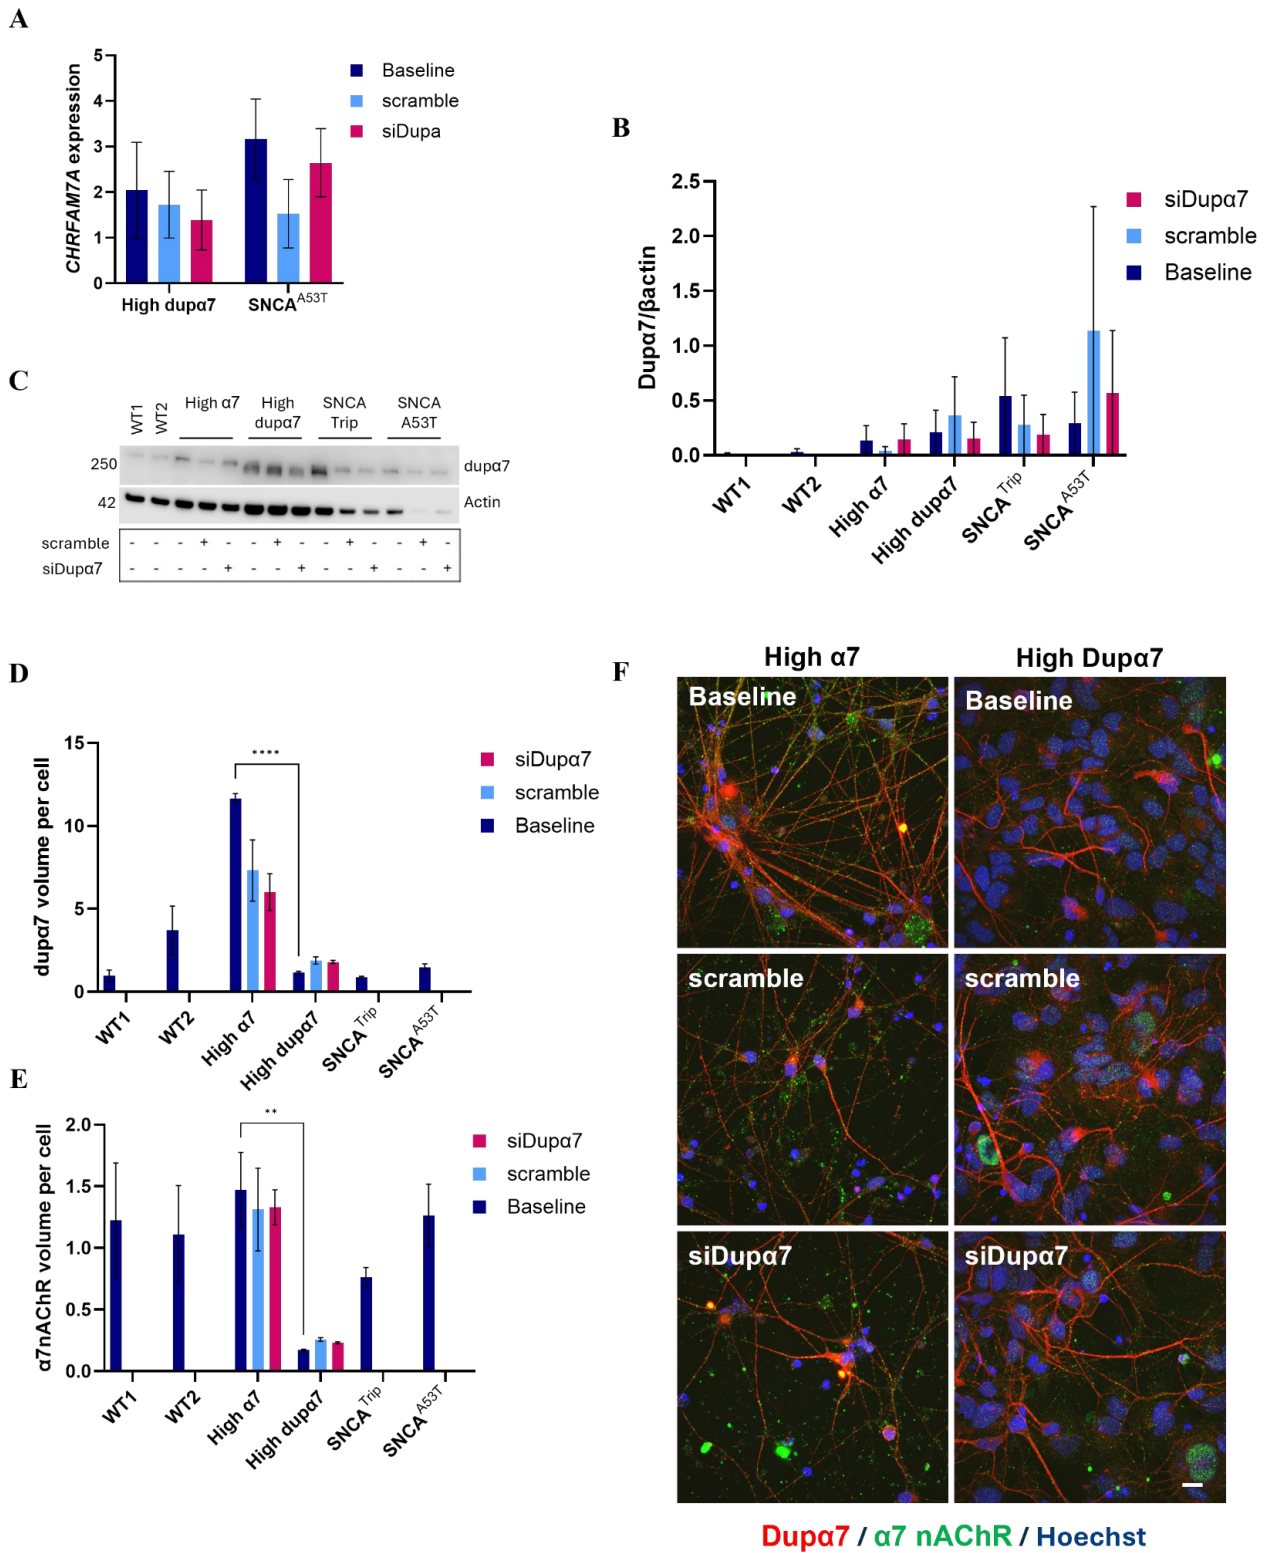 A
5
4
3
2
1
0
CHRFAM7A expression
Baseline
scramble
siDupa
High dupα7
SNCA A53T
B
2.5
2.0
1.5
1.0
0.5
0.0
Dupα7/βactin
siDupα7
scramble
Baseline
WT1
WT2
High α7
High dupα7
SNCA Trip
SNCA A53T
C
WT1
WT2
High α7
High
dupα7
SNCA
Trip
SNCA
A53T
250
dupα7
42
Actin
scramble - - - + - - + - - + - - + -
siDupα7 - - - - + - - + - - + - - +
D
15
10
5
0
dupα7 volume per cell
****
siDupα7
scramble
Baseline
WT1
WT2
High α7
High dupα7
SNCA Trip
SNCA A53T
E
2.0
1.5
1.0
0.5
0.0
α7nAChR volume per cell
**
siDupα7
scramble
Baseline
WT1
WT2
High α7
High dupα7
SNCA Trip
SNCA A53T
F
High α7
High Dupα7
Baseline
Baseline
scramble
scramble
siDupα7
siDupα7
Dupα7 / α7 nAChR / Hoechst